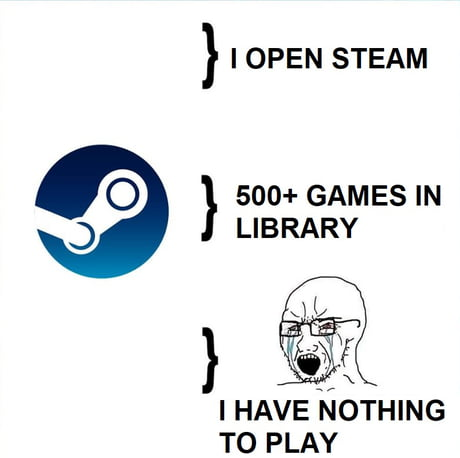 I OPEN STEAM
500+ GAMES IN
LIBRARY
I HAVE NOTHING
TO PLAY